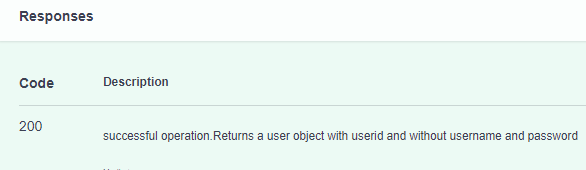 Responses
Code Description
200 successful operation.Returns a user object with userid and without username and password